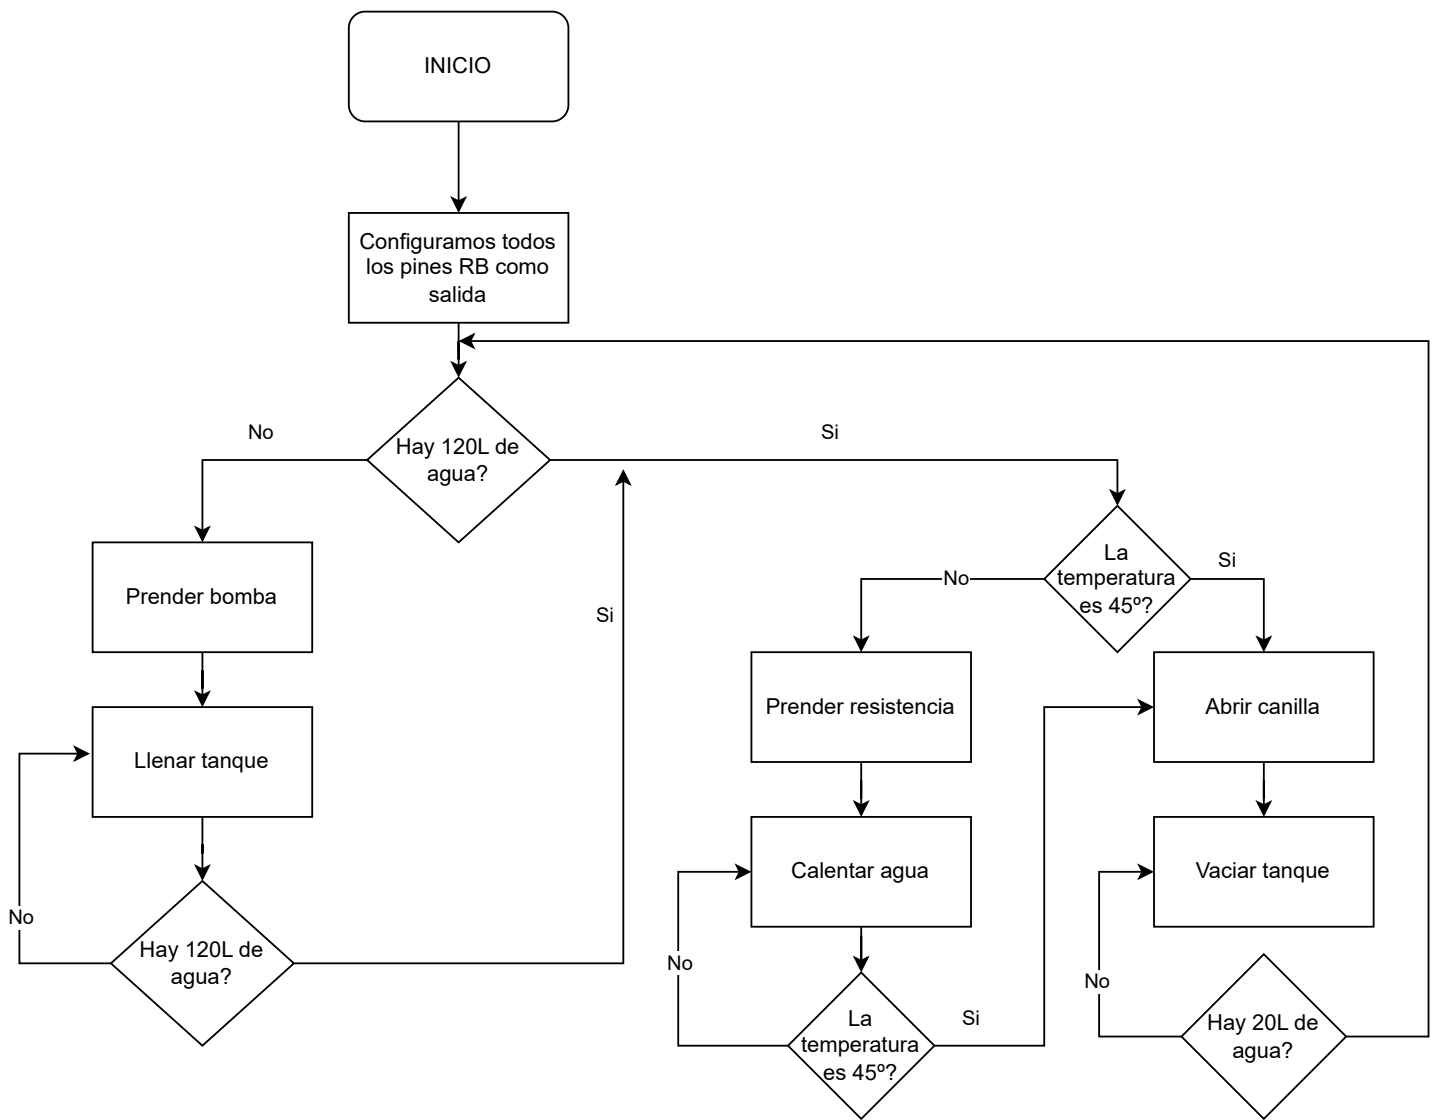 INICIO
Configuramos todos
los pines RB como
salida
No
Hay 120L de
agua?
Si
Prender bomba
Si
La
temperatura
es 45º?
No
Si
Llenar tanque
Prender resistencia
Abrir canilla
Calentar agua
Vaciar tanque
No
Hay 120L de
agua?
No
La
temperatura
es 45º?
Si
No
Hay 20L de
agua?